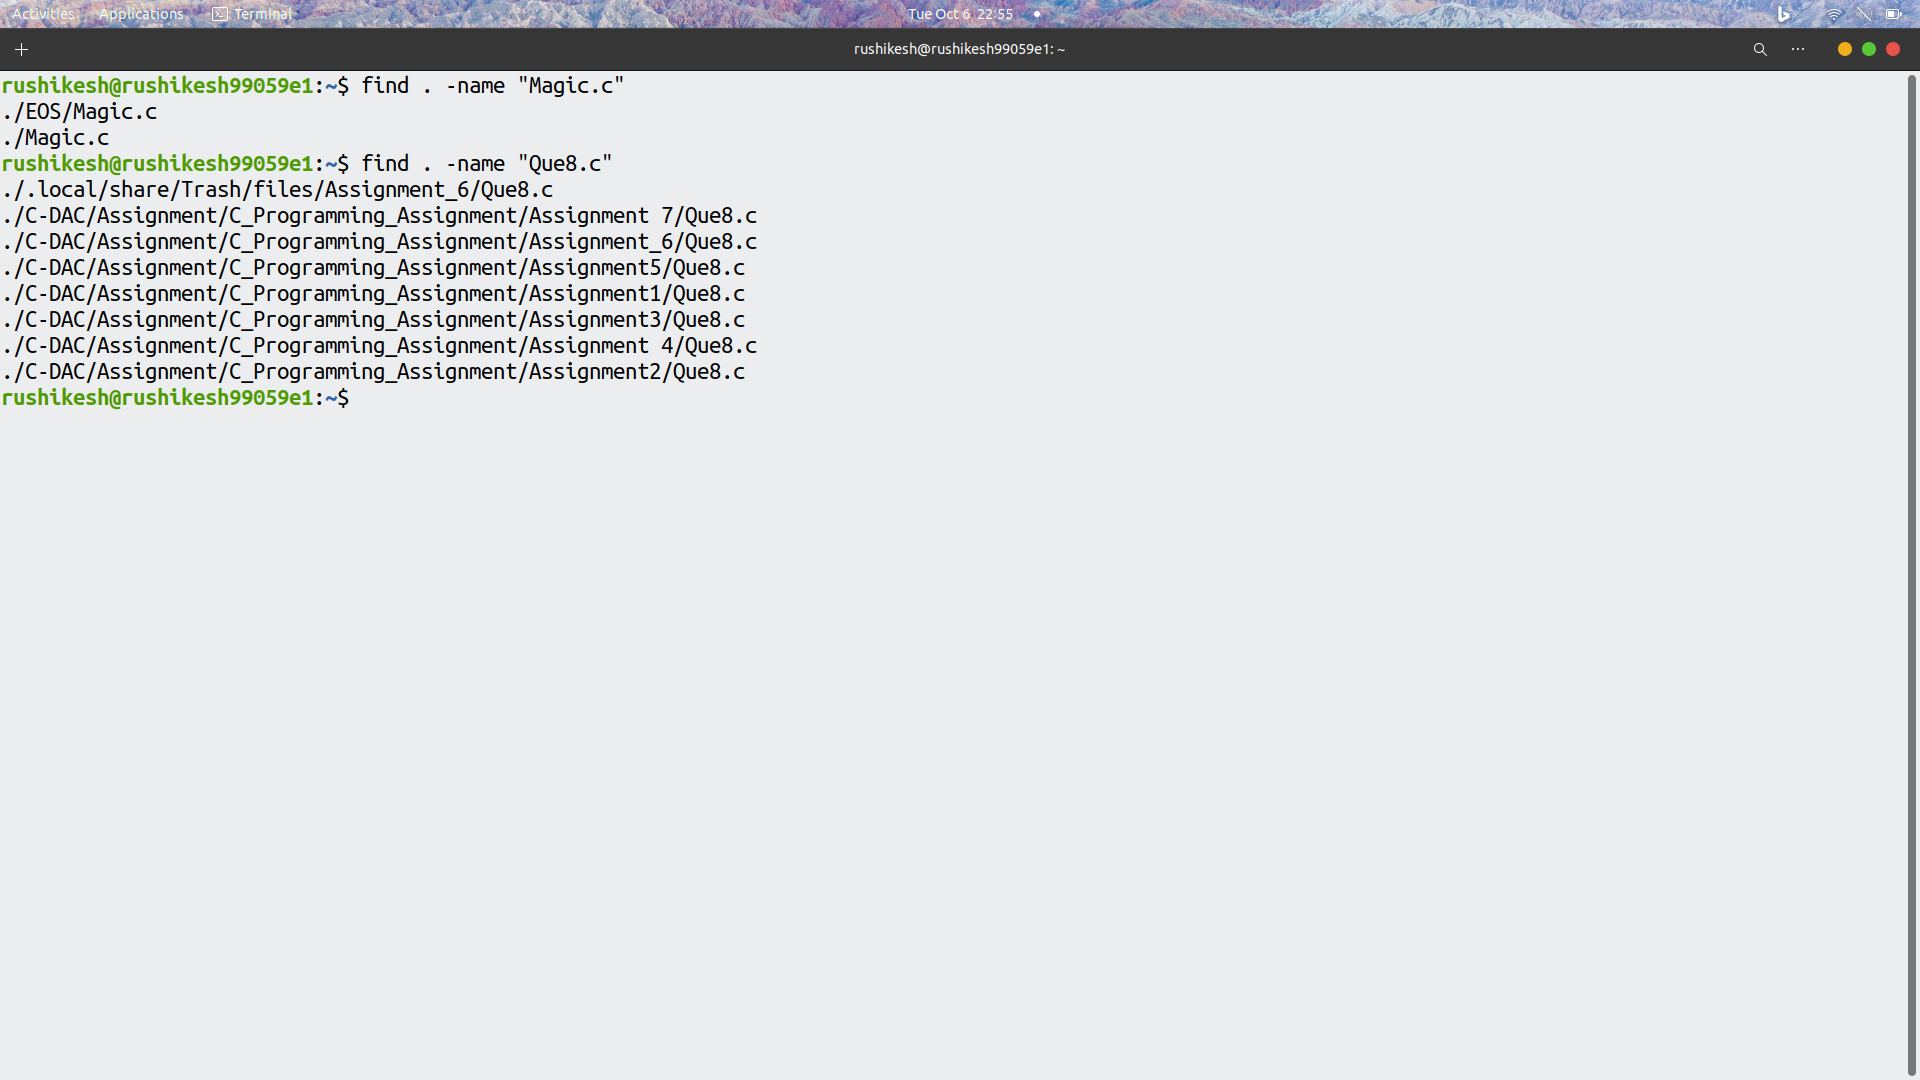 Activities Applications Terminal Tue Oct 6 22:55
rushikesh@rushikesh99059e1: ~
rushikesh@rushikesh99059e1:~$ find . -name "Magic.c"
./EOS/Magic.c
./Magic.c
rushikesh@rushikesh99059e1:~$ find . -name "Que8.c"
./.local/share/Trash/files/Assignment_6/Que8.c
./C-DAC/Assignment/C_Programming_Assignment/Assignment 7/Que8.c
./C-DAC/Assignment/C_Programming_Assignment/Assignment_6/Que8.c
./C-DAC/Assignment/C_Programming_Assignment/Assignment5/Que8.c
./C-DAC/Assignment/C_Programming_Assignment/Assignment1/Que8.c
./C-DAC/Assignment/C_Programming_Assignment/Assignment3/Que8.c
./C-DAC/Assignment/C_Programming_Assignment/Assignment 4/Que8.c
./C-DAC/Assignment/C_Programming_Assignment/Assignment2/Que8.c
rushikesh@rushikesh99059e1:~$